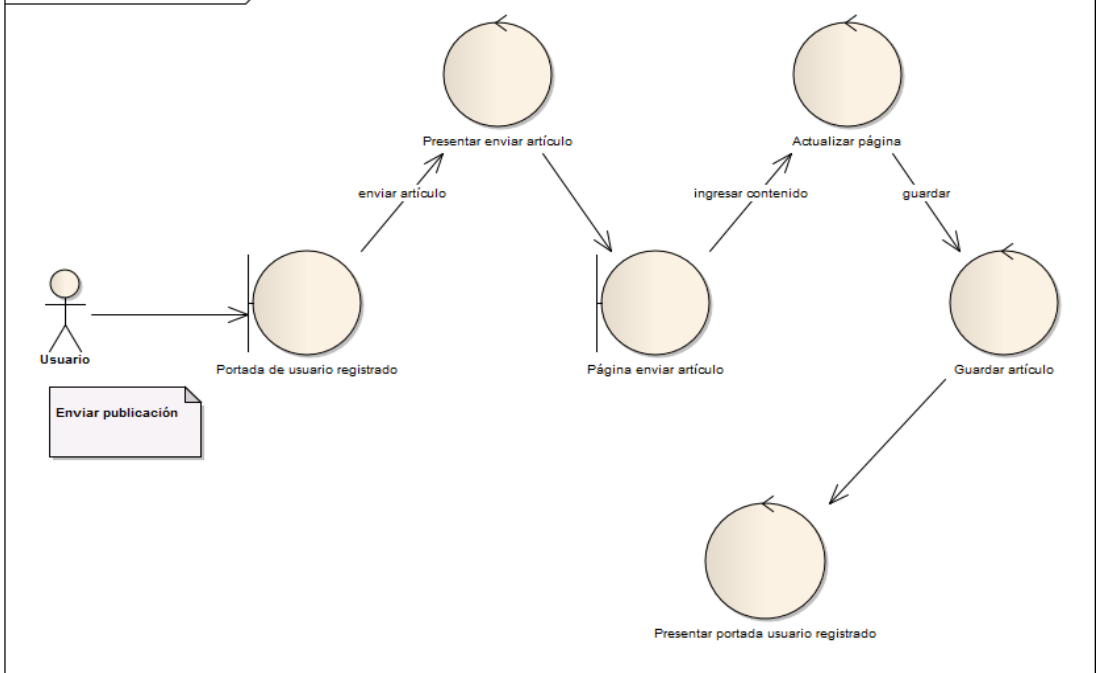 Presentar enviar artículo
Actualizar página
enviar artículo
ingresar contenido
guardar
Usuario
Portada de usuario registrado
Página enviar artículo
Guardar artículo
Enviar publicación
Presentar portada usuario registrado